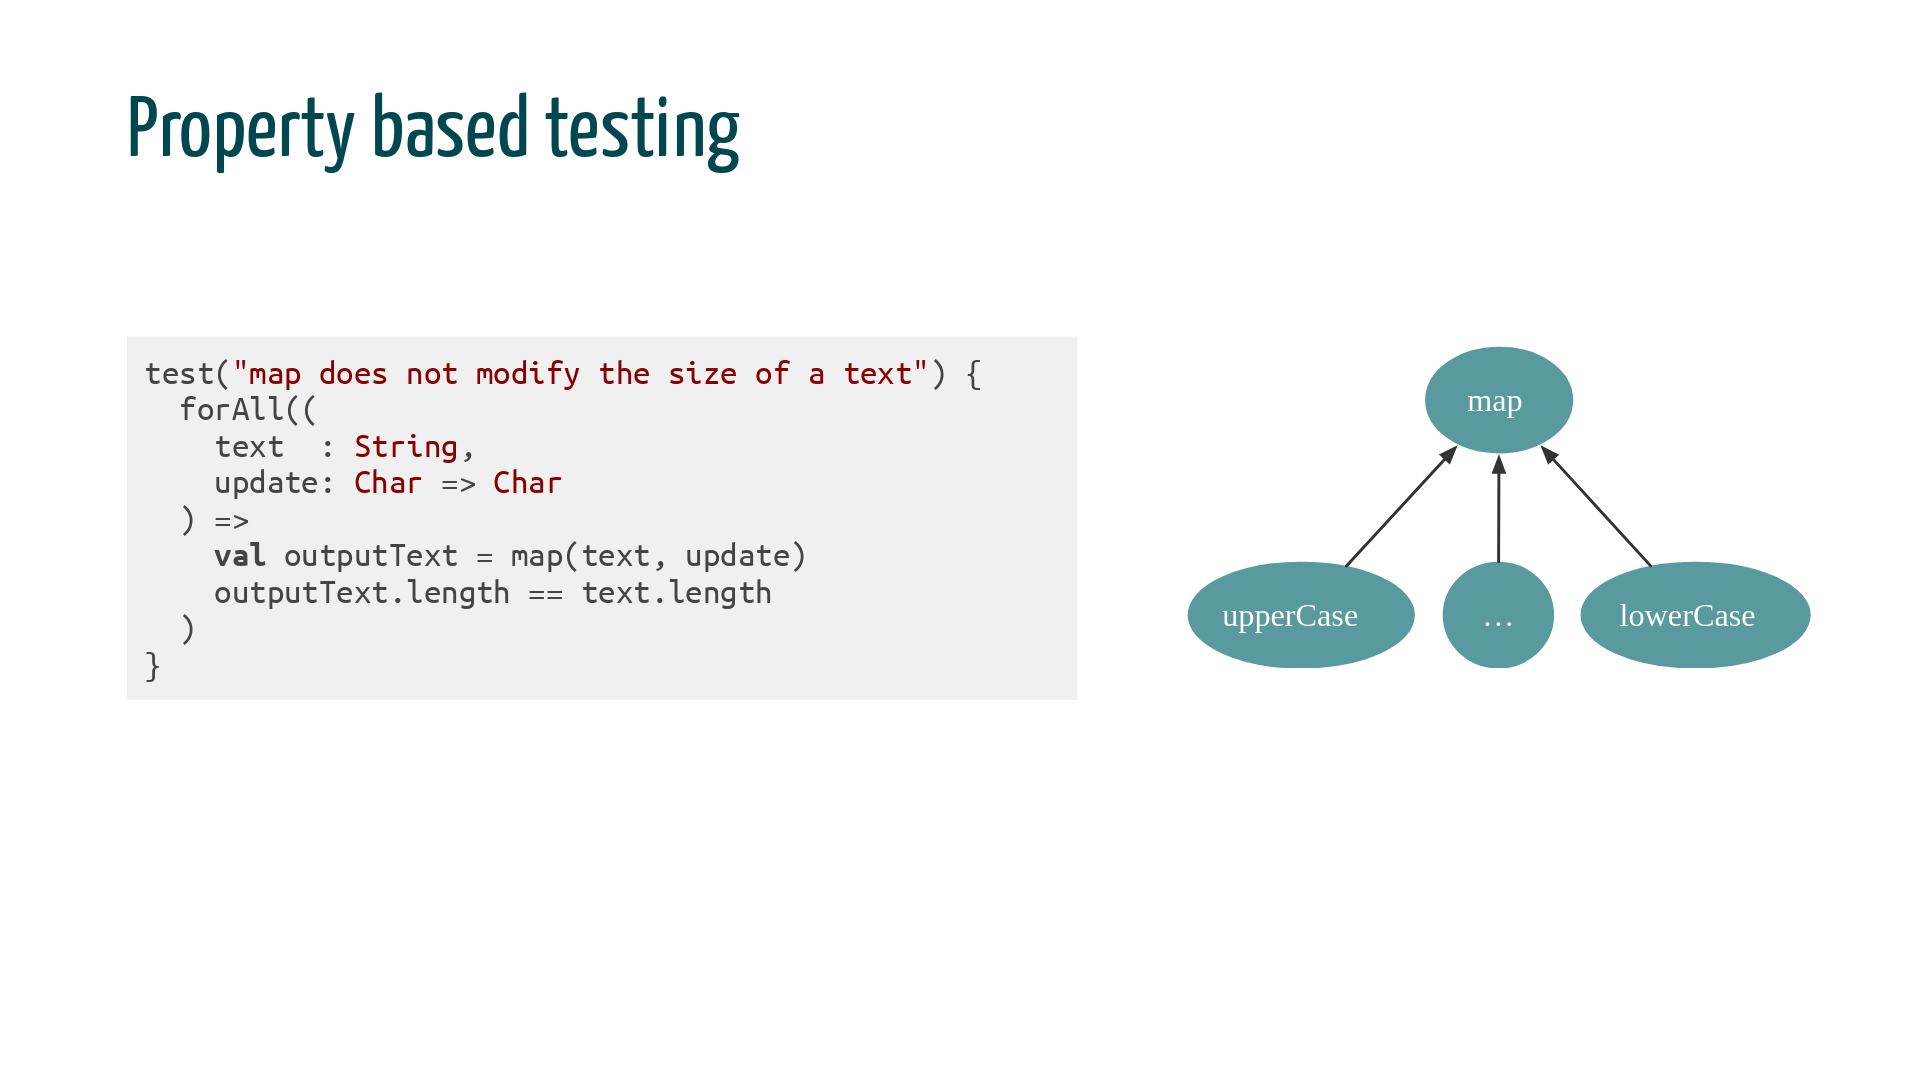 Property based testing
test("map does not modify the size of a text") {
  forAll((
    text  : String,
    update: Char => Char
  ) =>
    val outputText = map(text, update)
    outputText.length == text.length
  )
}
map
upperCase
…
lowerCase